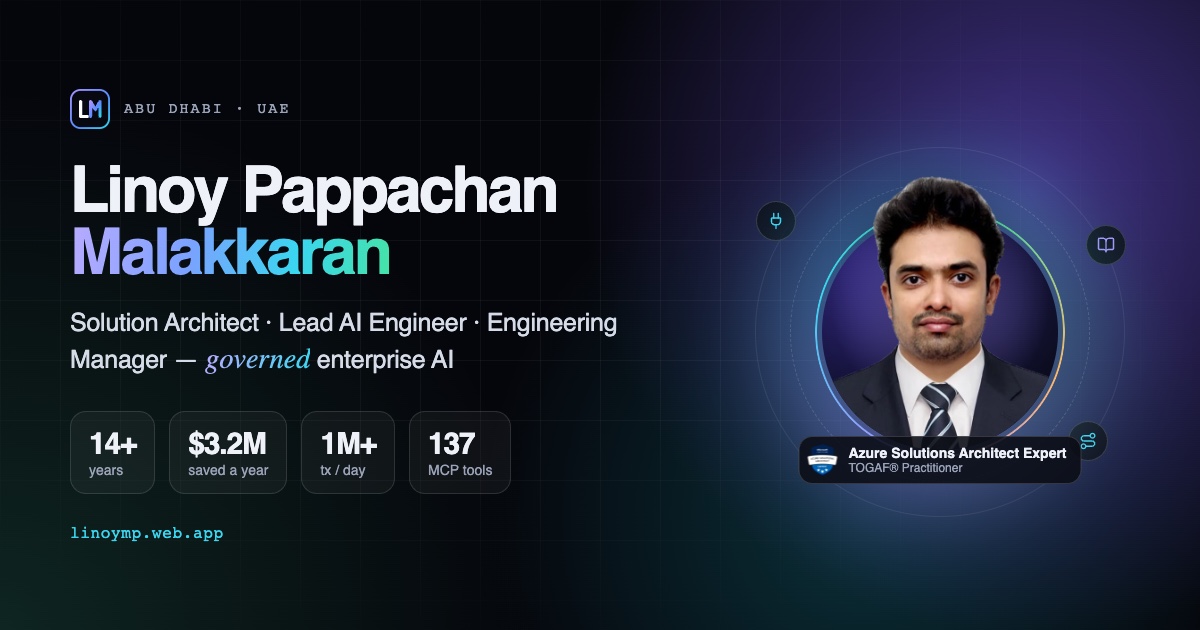 LM ABU DHABI · UAE
Linoy Pappachan
Malakkaran
Solution Architect · Lead AI Engineer · Engineering
Manager — governed enterprise AI
14+ $3.2M 1M+ 137
years saved a year tx / day MCP tools
Azure Solutions Architect Expert
TOGAF® Practitioner
linoymp.web.app